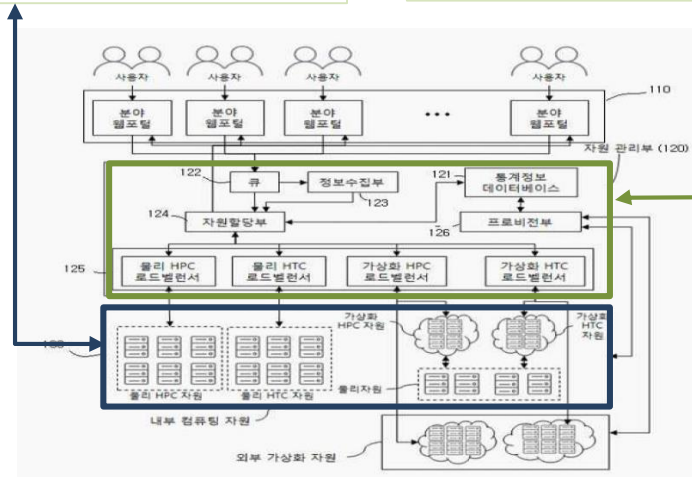 사용자 사용자 사용자 사용자
110
분야 분야 분야 ••• 분야
웹포털 웹포털 웹포털 웹포털
자원 관리부 (120)
122 큐 정보수집부 121 통계정보
데이터베이스
123
124 자원할당부 126 프로비전부
125
물리 HPC 물리 HTC 가상화 HPC 가상화 HTC
로드밸런서 로드밸런서 로드밸런서 로드밸런서
가상화
HPC 자원
HTC
자원
물리자원
물리 HPC 자원 물리 HTC 자원
내부 컴퓨팅 자원
외부 가상화 자원